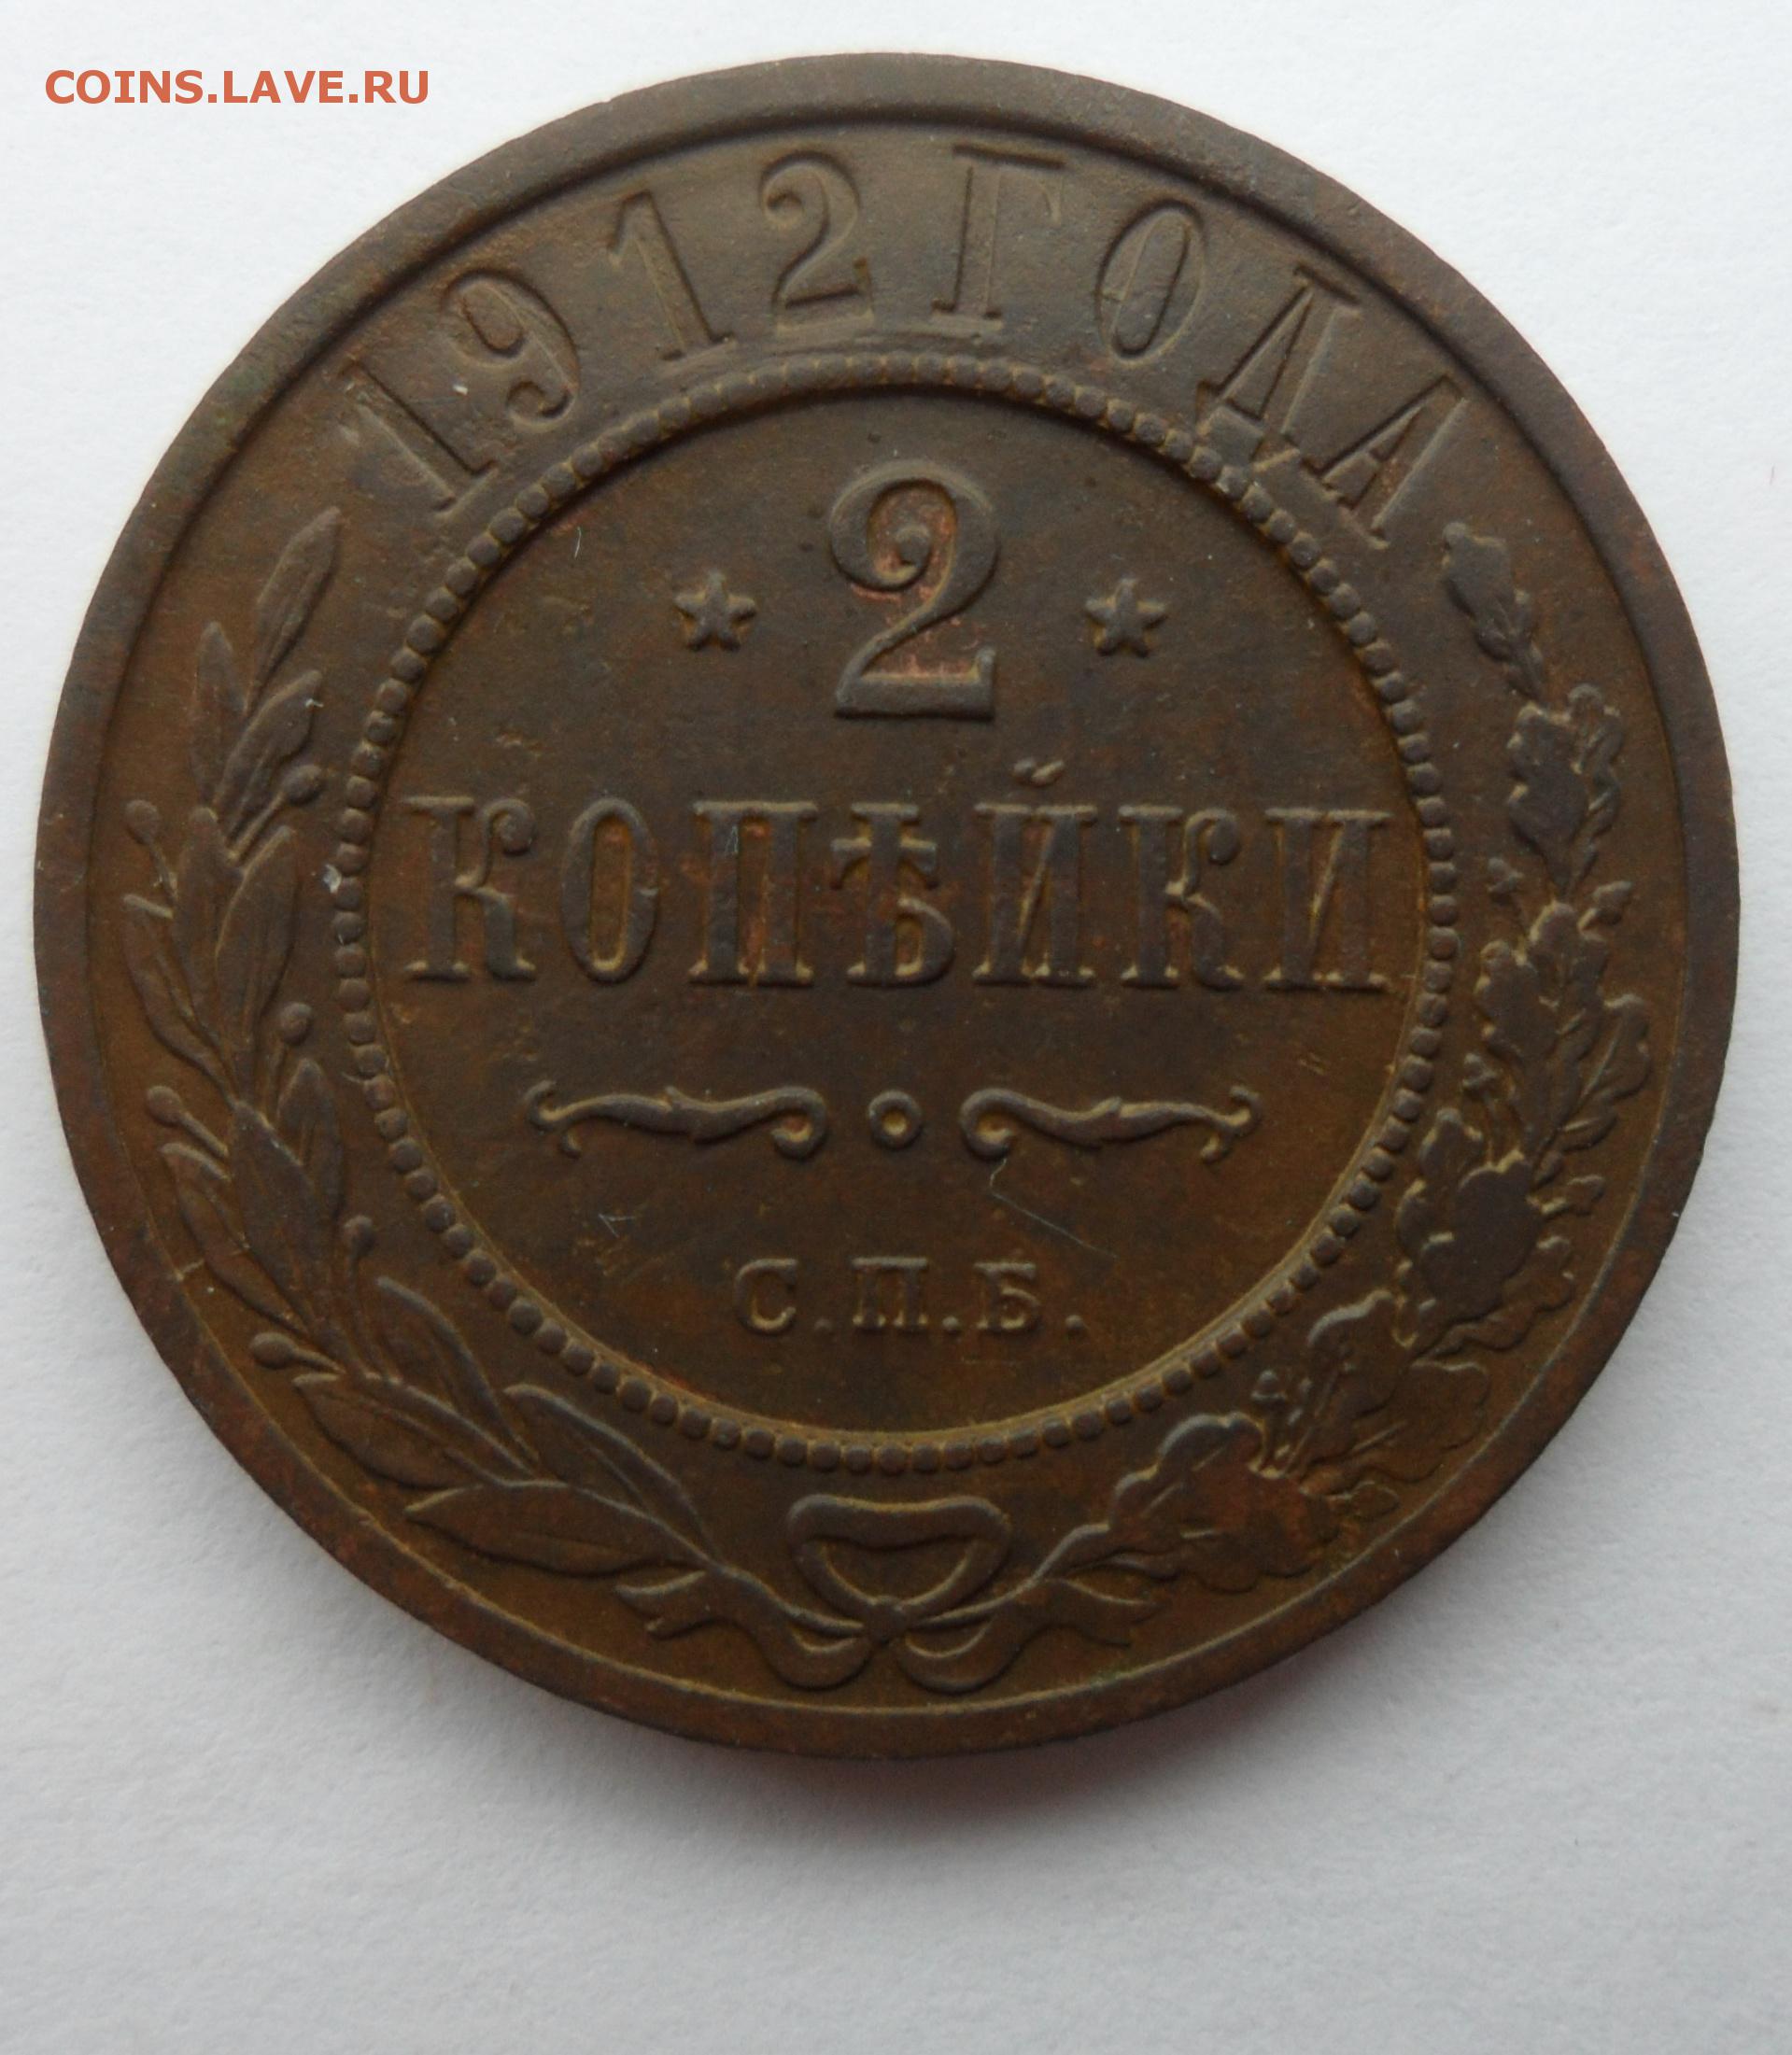 COINS.LAVE.RU
1912 ГОДА
2
КОПѢЙКИ
С.П.Б.